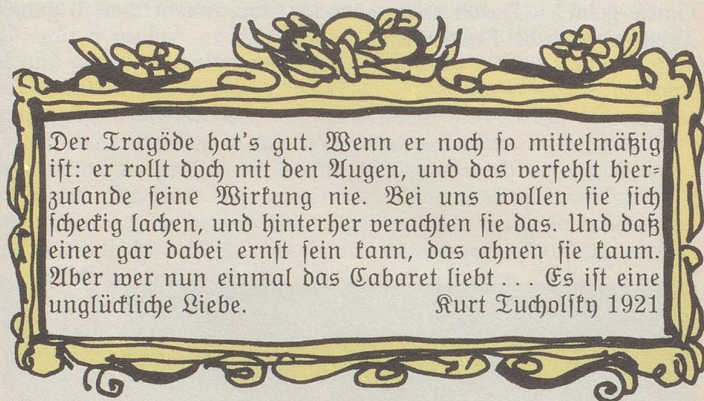 Der Tragöde hat's gut. Wenn er noch so mittelmäßig
ist: er rollt doch mit den Augen, und das verfehlt hier=
zulande seine Wirkung nie. Bei uns wollen sie sich
scheckig lachen, und hinterher verachten sie das. Und daß
einer gar dabei ernst sein kann, das ahnen sie kaum.
Aber wer nun einmal das Cabaret liebt . . . Es ist eine
unglückliche Liebe. Kurt Tucholsky 1921